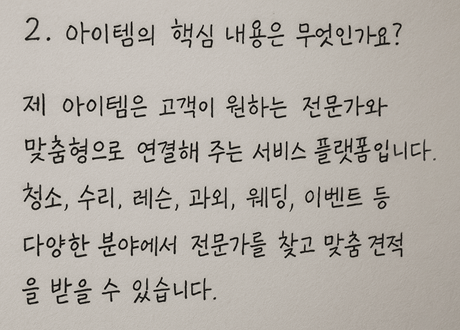 2. 아이템의 핵심 내용은 무엇인가요?
제 아이템은 고객이 원하는 전문가와
맞춤형으로 연결해 주는 서비스 플랫폼입니다.
청소, 수리, 레슨, 과외, 웨딩, 이벤트 등
다양한 분야에서 전문가를 찾고 맞춤 견적
을 받을 수 있습니다.